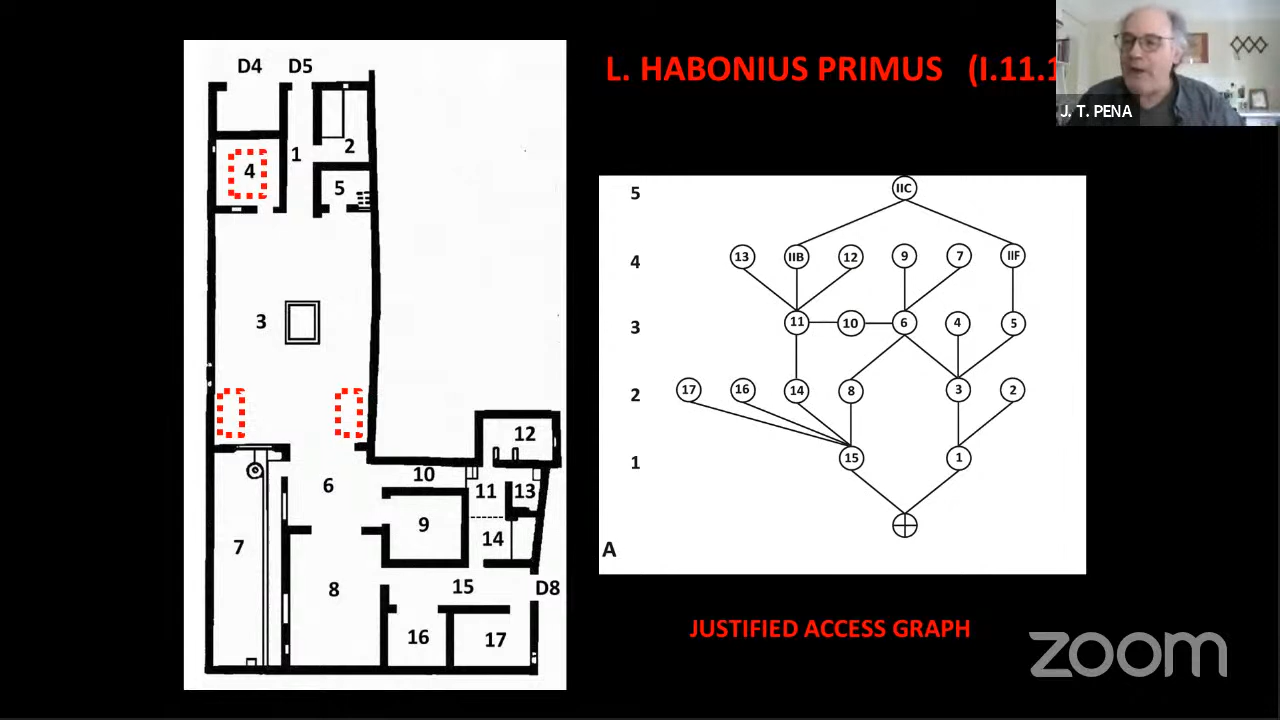 L. HABONIUS PRIMUS (I.11.1
J. T. PENA
D4 D5
2
1
4
5
3
12
10
6
11 13
9
7
14
8
15 D8
16 17
5 IIC
4 13 IIB 12 9 7 IIF
3 11 10 6 4 5
2 17 16 14 8 3 2
1 15 1
A
JUSTIFIED ACCESS GRAPH
zoom